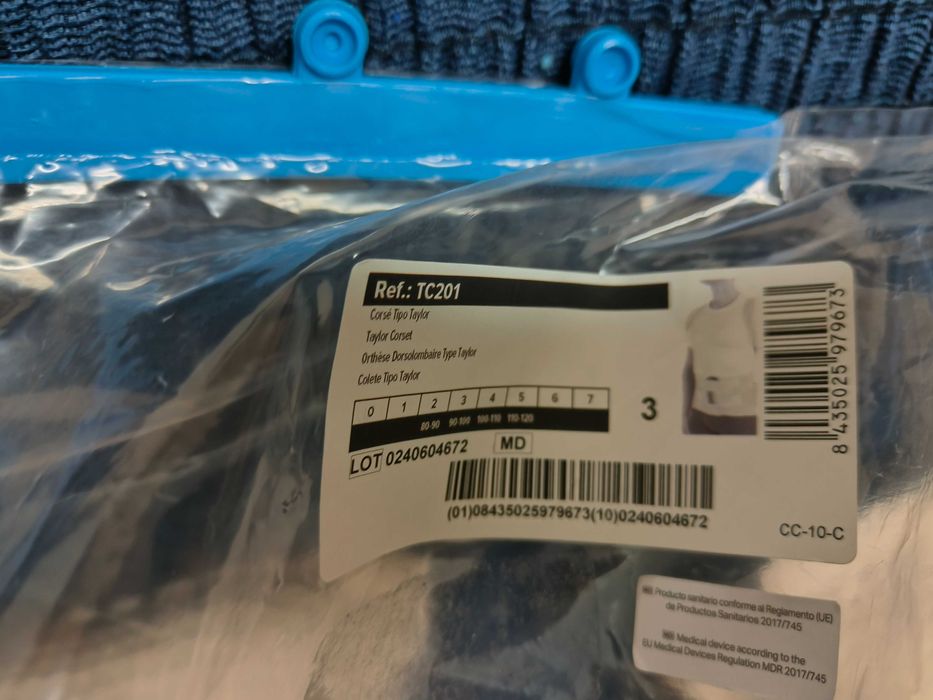 Ref.: TC201
Corsé Tipo Taylor
Taylor Corset
Orthèse Dorsolombaire Type Taylor
Colete Tipo Taylor
0 1 2 3 4 5 6 7
80-90 90-100 100-110 110-120
3
LOT 0240604672 MD
(01)08435025979673(10)0240604672
8 435025 979673
CC-10-C
Producto sanitario conforme al Reglamento (UE)
de Productos Sanitarios 2017/745
Medical device according to the
EU Medical Devices Regulation MDR 2017/745